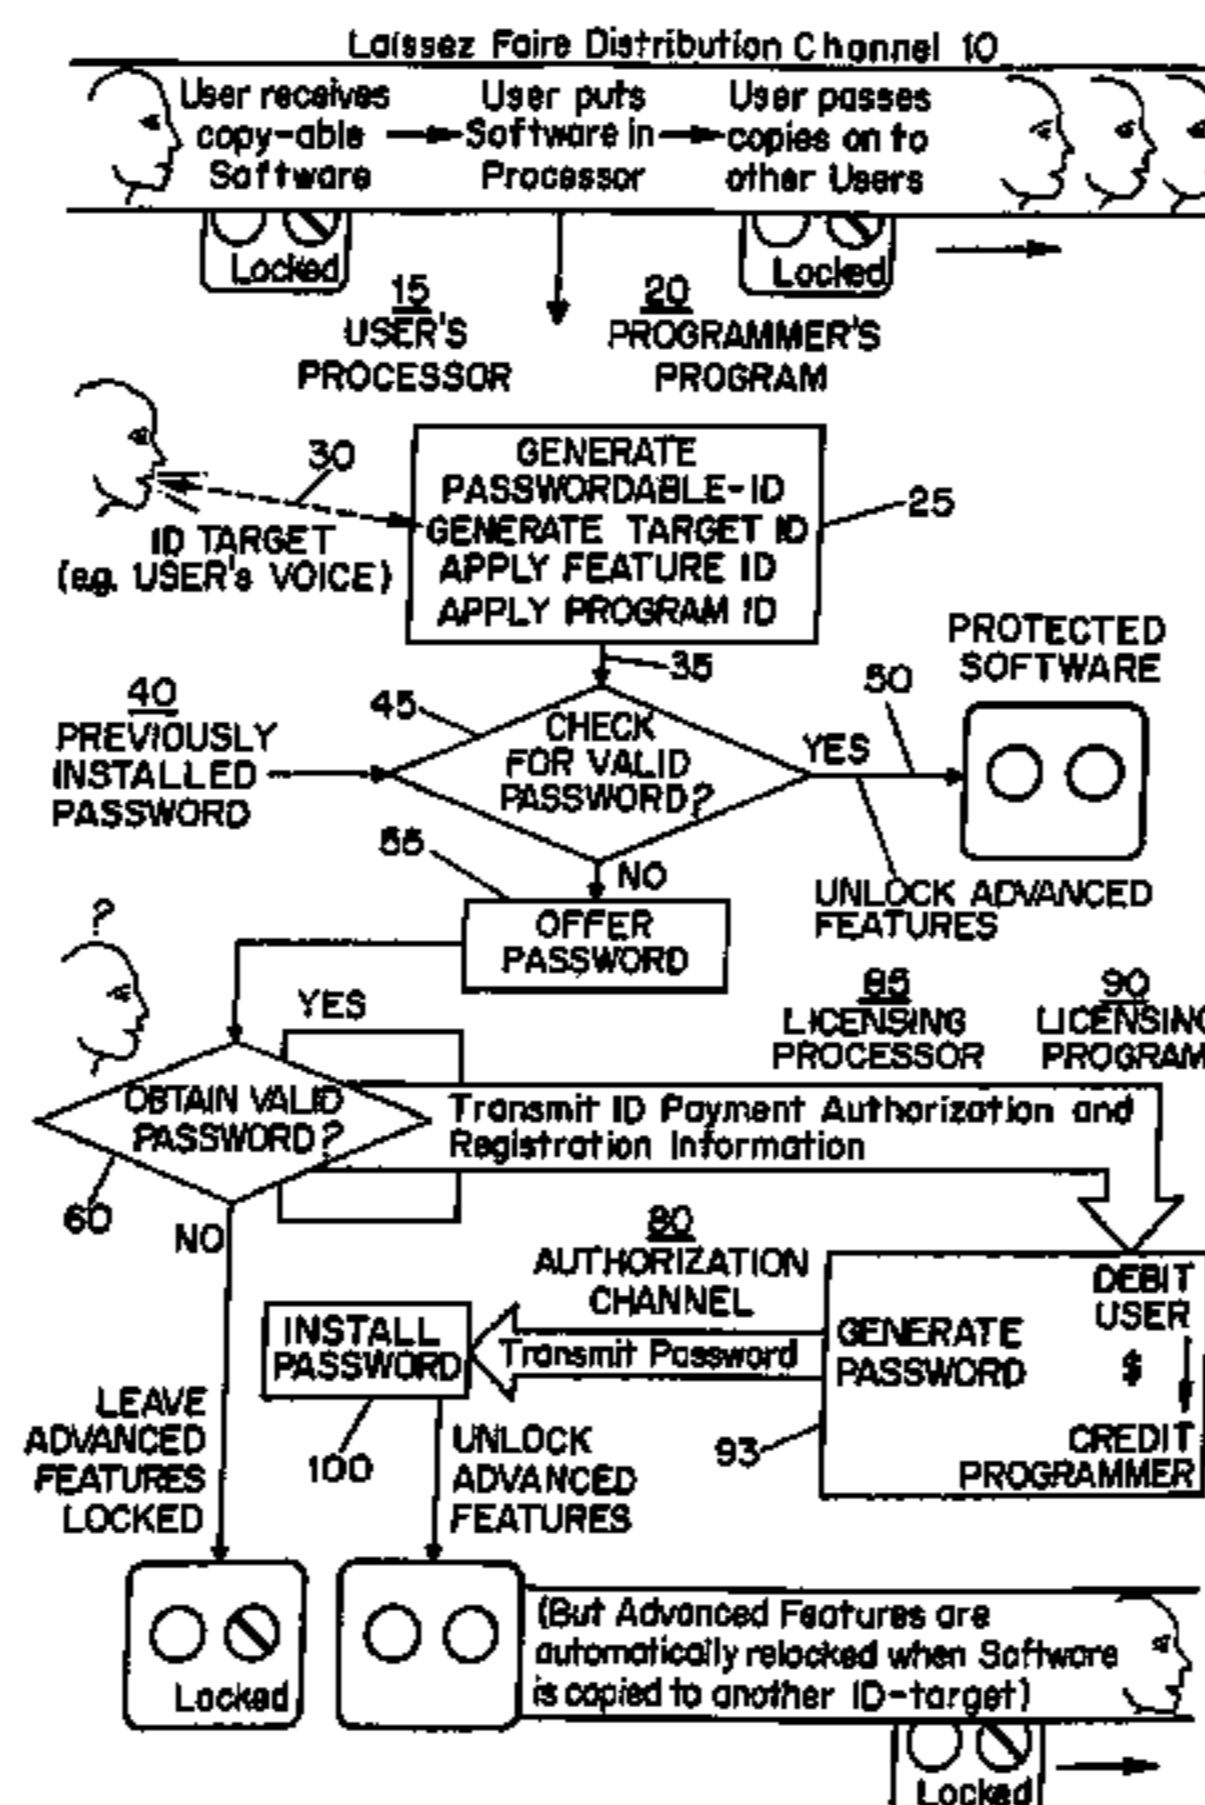 Laissez Faire Distribution Channel 10
User receives
copy-able
Software
User puts
Software in
Processor
User passes
copies on to
other Users
Locked
Locked
15
USER'S
PROCESSOR
20
PROGRAMMER'S
PROGRAM
30
ID TARGET
(e.g. USER's VOICE)
GENERATE
PASSWORDABLE-ID
GENERATE TARGET ID
APPLY FEATURE ID
APPLY PROGRAM ID
25
35
40
PREVIOUSLY
INSTALLED
PASSWORD
45
CHECK
FOR VALID
PASSWORD?
YES
50
PROTECTED
SOFTWARE
UNLOCK ADVANCED
FEATURES
55
NO
OFFER
PASSWORD
?
YES
OBTAIN VALID
PASSWORD?
60
NO
85
LICENSING
PROCESSOR
90
LICENSING
PROGRAM
Transmit ID Payment Authorization and
Registration Information
80
AUTHORIZATION
CHANNEL
Transmit Password
GENERATE
PASSWORD
DEBIT
USER
$
CREDIT
PROGRAMMER
93
INSTALL
PASSWORD
100
LEAVE
ADVANCED
FEATURES
LOCKED
UNLOCK
ADVANCED
FEATURES
Locked
(But Advanced Features are
automatically relocked when Software
is copied to another ID-target)
Locked